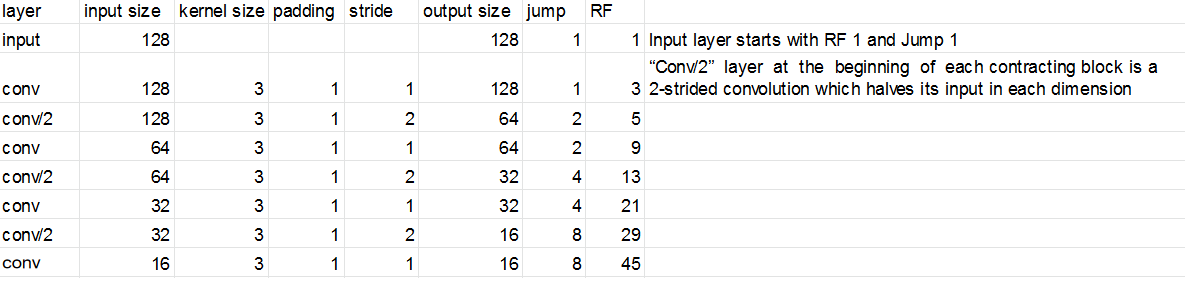 layer input size kernel size padding stride output size jump RF
input 128 128 1 1 Input layer starts with RF 1 and Jump 1
“Conv/2” layer at the beginning of each contracting block is a
conv 128 3 1 1 128 1 3 2-strided convolution which halves its input in each dimension
conv/2 128 3 1 2 64 2 5
conv 64 3 1 1 64 2 9
conv/2 64 3 1 2 32 4 13
conv 32 3 1 1 32 4 21
conv/2 32 3 1 2 16 8 29
conv 16 3 1 1 16 8 45